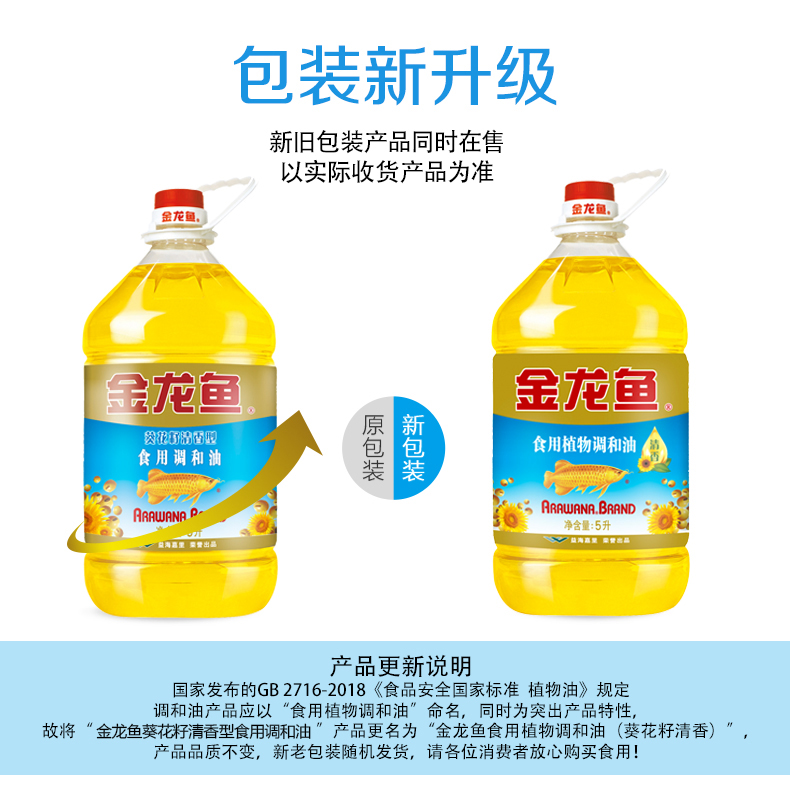 包装新升级
新旧包装产品同时在售
以实际收货产品为准
金龙鱼
金龙鱼
葵花籽清香型
食用调和油
ARAWANA BRAND
5升
益海嘉里 荣誉出品
原包装
新包装
金龙鱼
金龙鱼
食用植物调和油
清香
ARAWANA BRAND
净含量:5升
益海嘉里 荣誉出品
产品更新说明
国家发布的GB 2716-2018《食品安全国家标准 植物油》规定
调和油产品应以“食用植物调和油”命名，同时为突出产品特性，
故将“金龙鱼葵花籽清香型食用调和油”产品更名为“金龙鱼食用植物调和油（葵花籽清香）”，
产品品质不变，新老包装随机发货，请各位消费者放心购买食用！